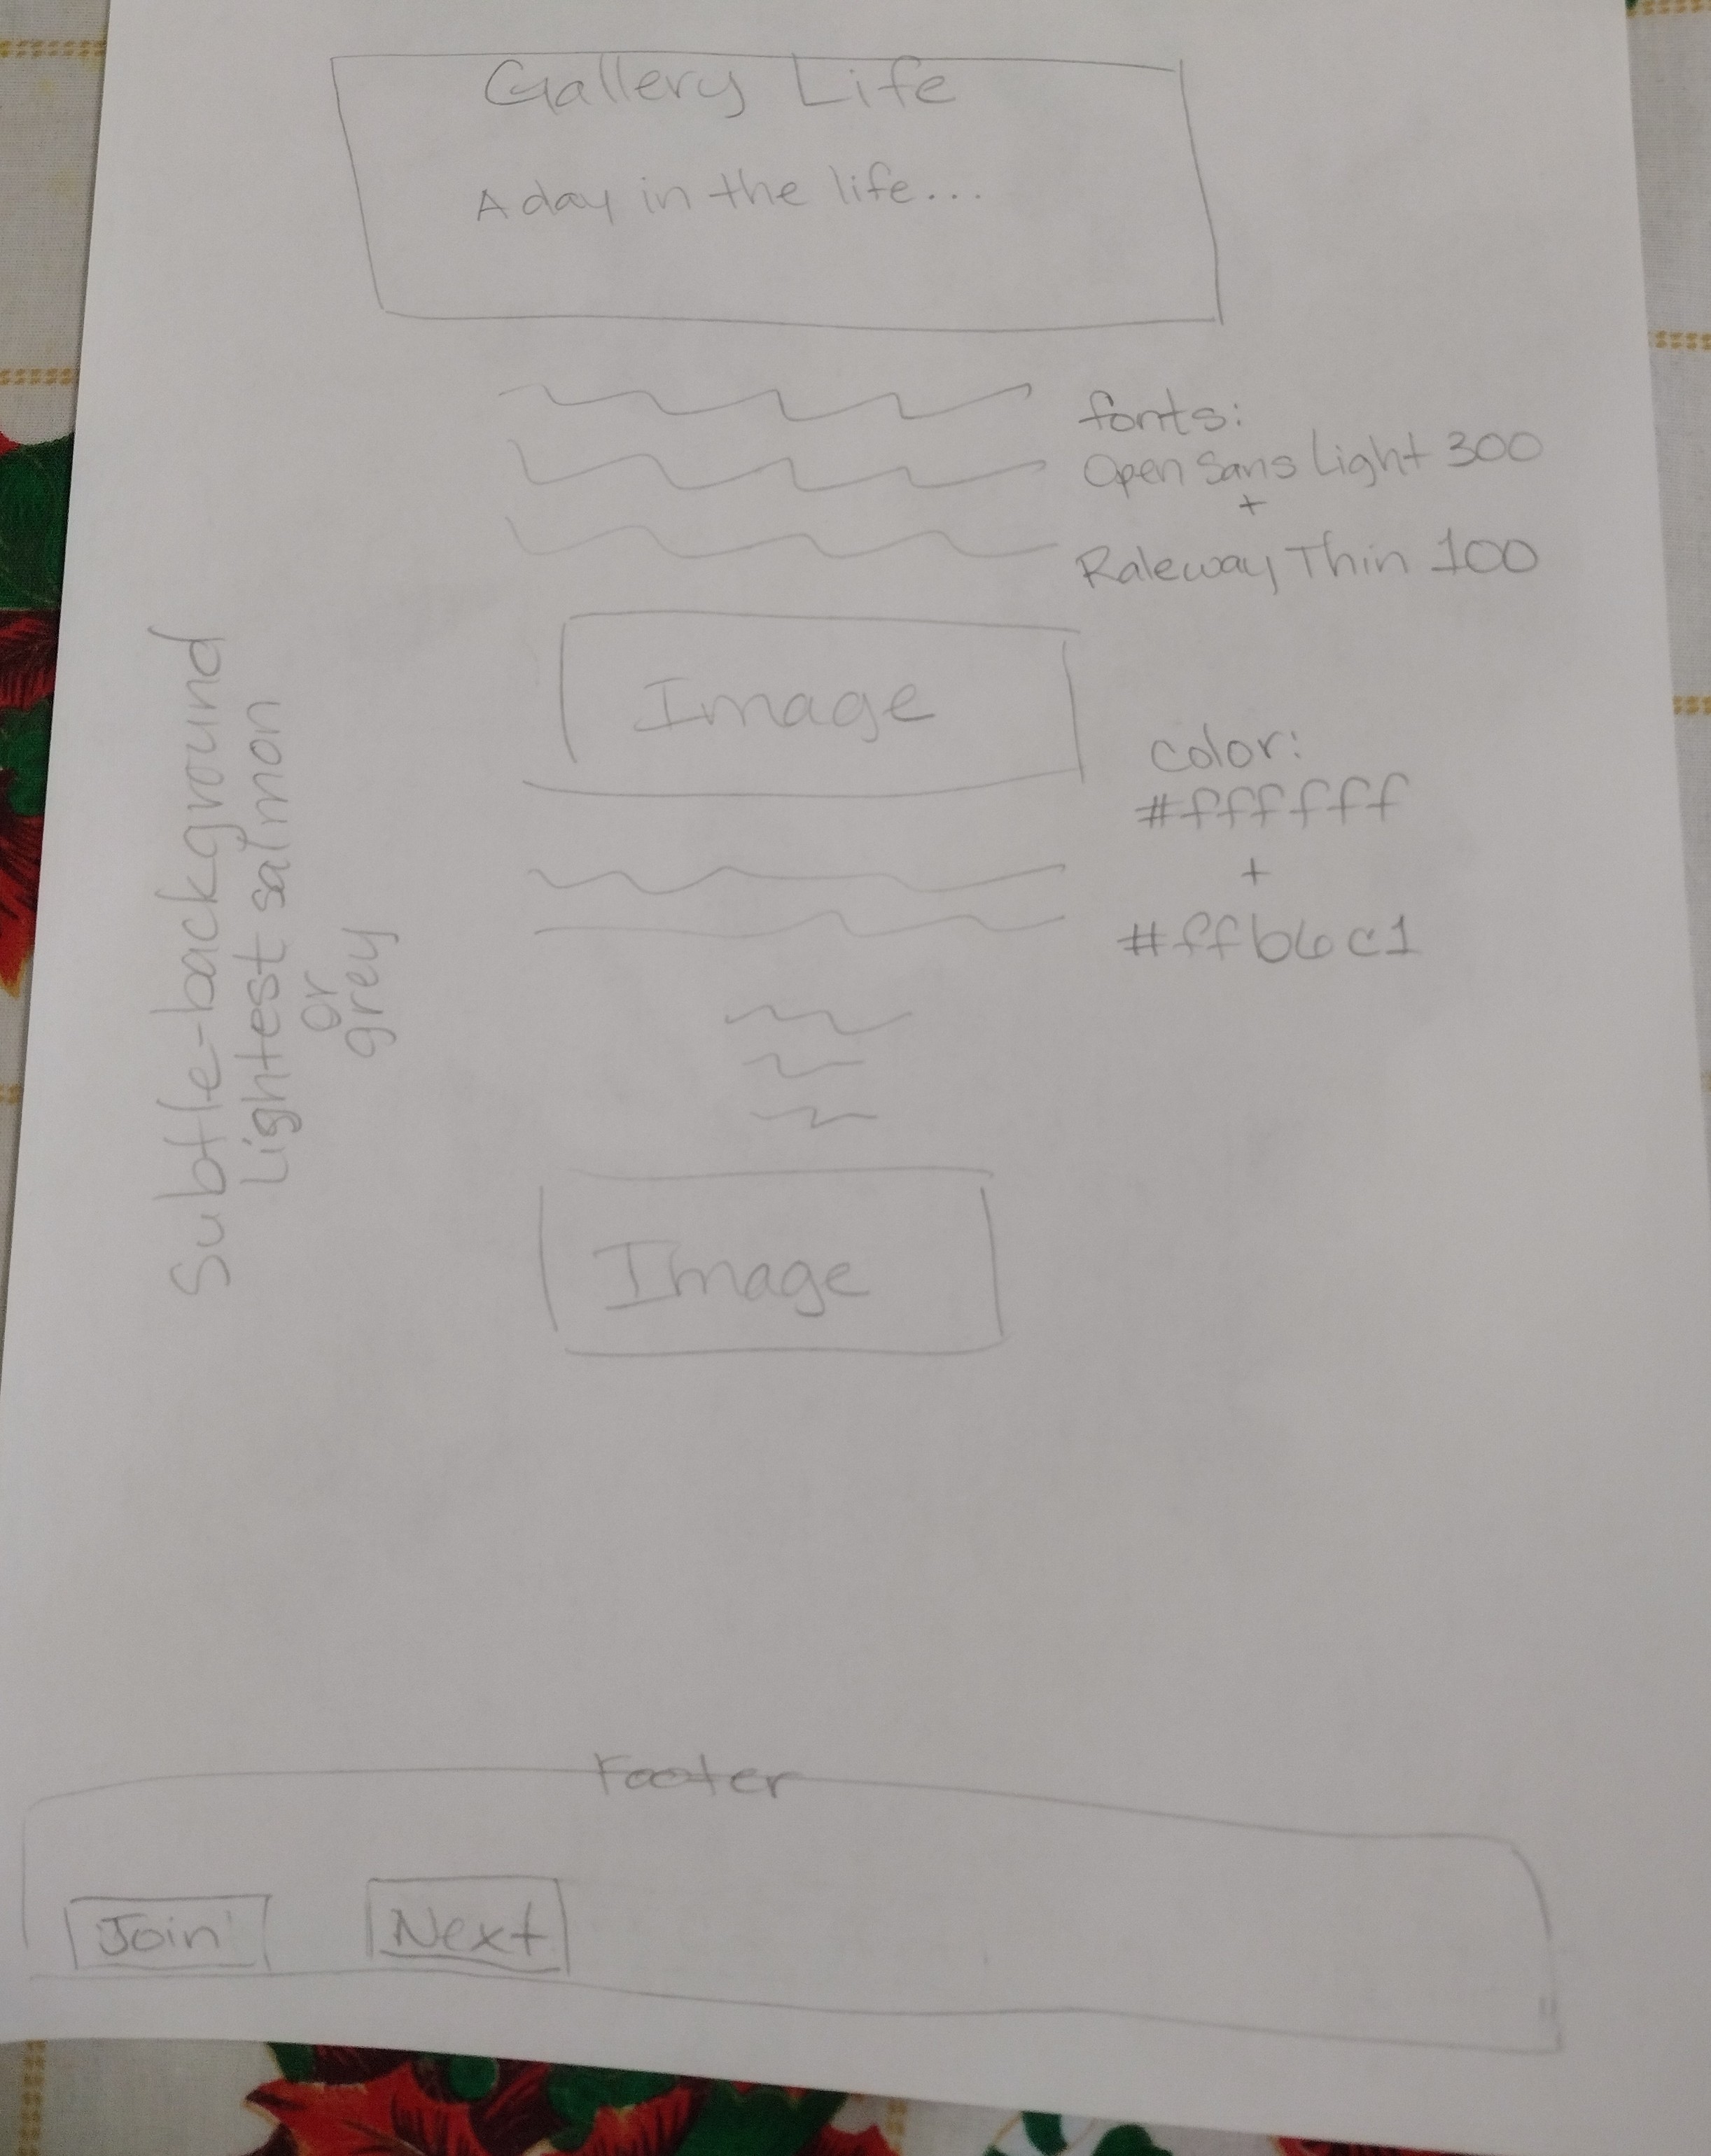 Gallery Life
A day in the life...
fonts:
Open Sans Light 300
+
Raleway Thin 100
Image
color:
#ffffff
+
#ffb6c1
Subtle-background
Lightest salmon
or
grey
Image
Footer
Join
Next